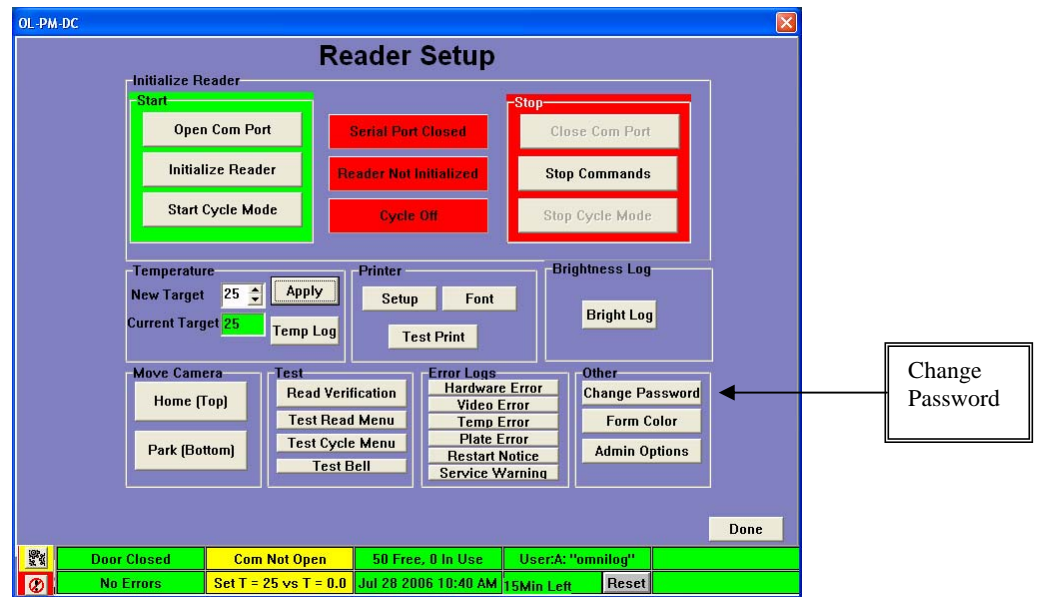 OL-PM-DC
Reader Setup
Initialize Reader
Start
Open Com Port
Initialize Reader
Start Cycle Mode
Serial Port Closed
Reader Not Initialized
Cycle Off
Stop
Close Com Port
Stop Commands
Stop Cycle Mode
Temperature
New Target 25 Apply
Current Target 25 Temp Log
Printer
Setup Font
Test Print
Brightness Log
Bright Log
Move Camera
Home (Top)
Park (Bottom)
Test
Read Verification
Test Read Menu
Test Cycle Menu
Test Bell
Error Logs
Hardware Error
Video Error
Temp Error
Plate Error
Restart Notice
Service Warning
Other
Change Password
Form Color
Admin Options
Change
Password
Done
Door Closed Com Not Open 50 Free, 0 In Use User:A: "omnilog"
No Errors Set T = 25 vs T = 0.0 Jul 28 2006 10:40 AM 15Min Left Reset